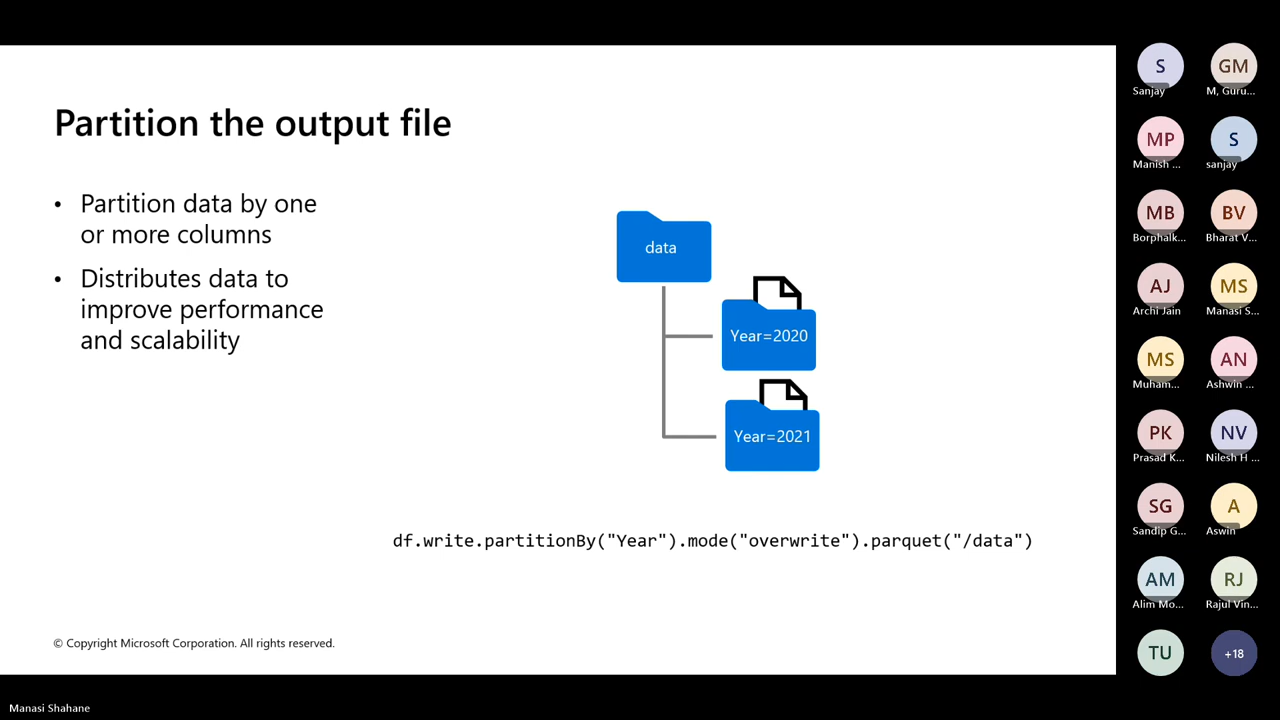 Partition the output file
• Partition data by one
or more columns
• Distributes data to
improve performance
and scalability
data
Year=2020
Year=2021
df.write.partitionBy("Year").mode("overwrite").parquet("/data")
© Copyright Microsoft Corporation. All rights reserved.
S
Sanjay
GM
M, Guru...
MP
Manish ...
S
sanjay
MB
Borphalk...
BV
Bharat V...
AJ
Archi Jain
MS
Manasi S...
MS
Muham...
AN
Ashwin ...
PK
Prasad K...
NV
Nilesh H ...
SG
Sandip G...
A
Aswin
AM
Alim Mo...
RJ
Rajul Vin...
TU
+18
Manasi Shahane